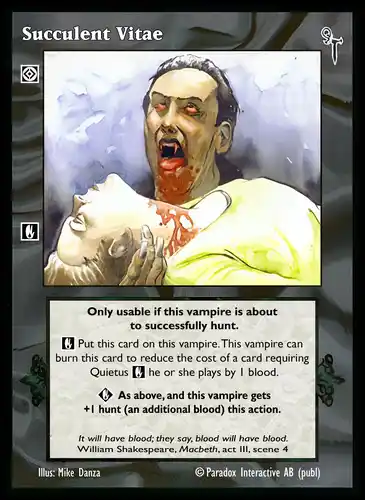 Succulent Vitae
Only usable if this vampire is about
to successfully hunt.
Put this card on this vampire. This vampire can
burn this card to reduce the cost of a card requiring
Quietus he or she plays by 1 blood.
As above, and this vampire gets
+1 hunt (an additional blood) this action.
It will have blood; they say, blood will have blood.
William Shakespeare, Macbeth, act III, scene 4
Illus: Mike Danza
© Paradox Interactive AB (publ)